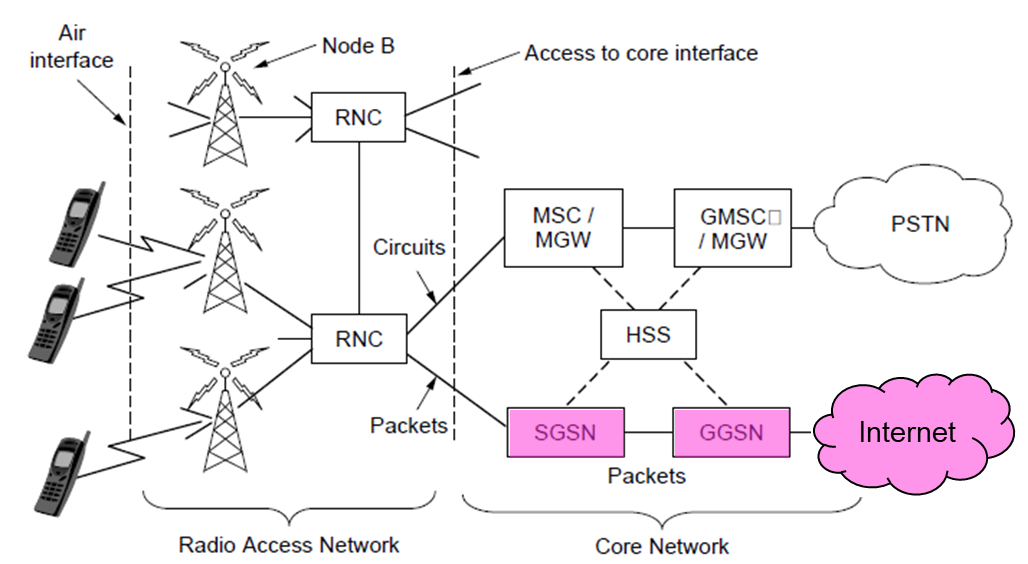 Air
interface
Node B
Access to core interface
RNC
MSC /
MGW
GMSC□
/ MGW
PSTN
Circuits
RNC
HSS
Packets
SGSN
GGSN
Internet
Packets
Radio Access Network
Core Network